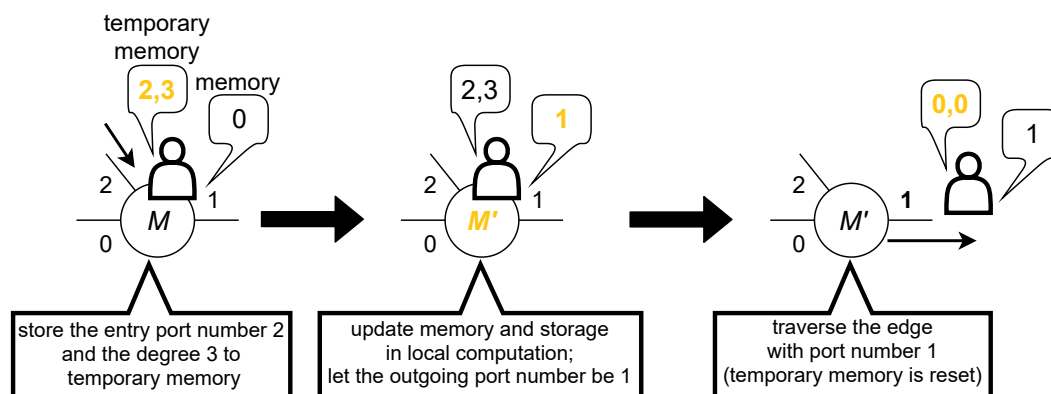 temporary
memory
memory
2,3
0
2
1
M
0
store the entry port number 2
and the degree 3 to
temporary memory
2,3
1
2
1
M'
0
update memory and storage
in local computation;
let the outgoing port number be 1
0,0
1
2
1
M'
0
traverse the edge
with port number 1
(temporary memory is reset)